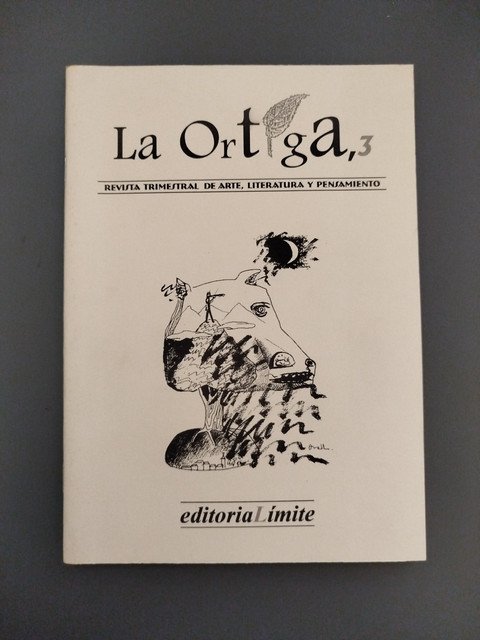 La Ortiga, 3
REVISTA TRIMESTRAL DE ARTE, LITERATURA Y PENSAMIENTO
editoriaLímite